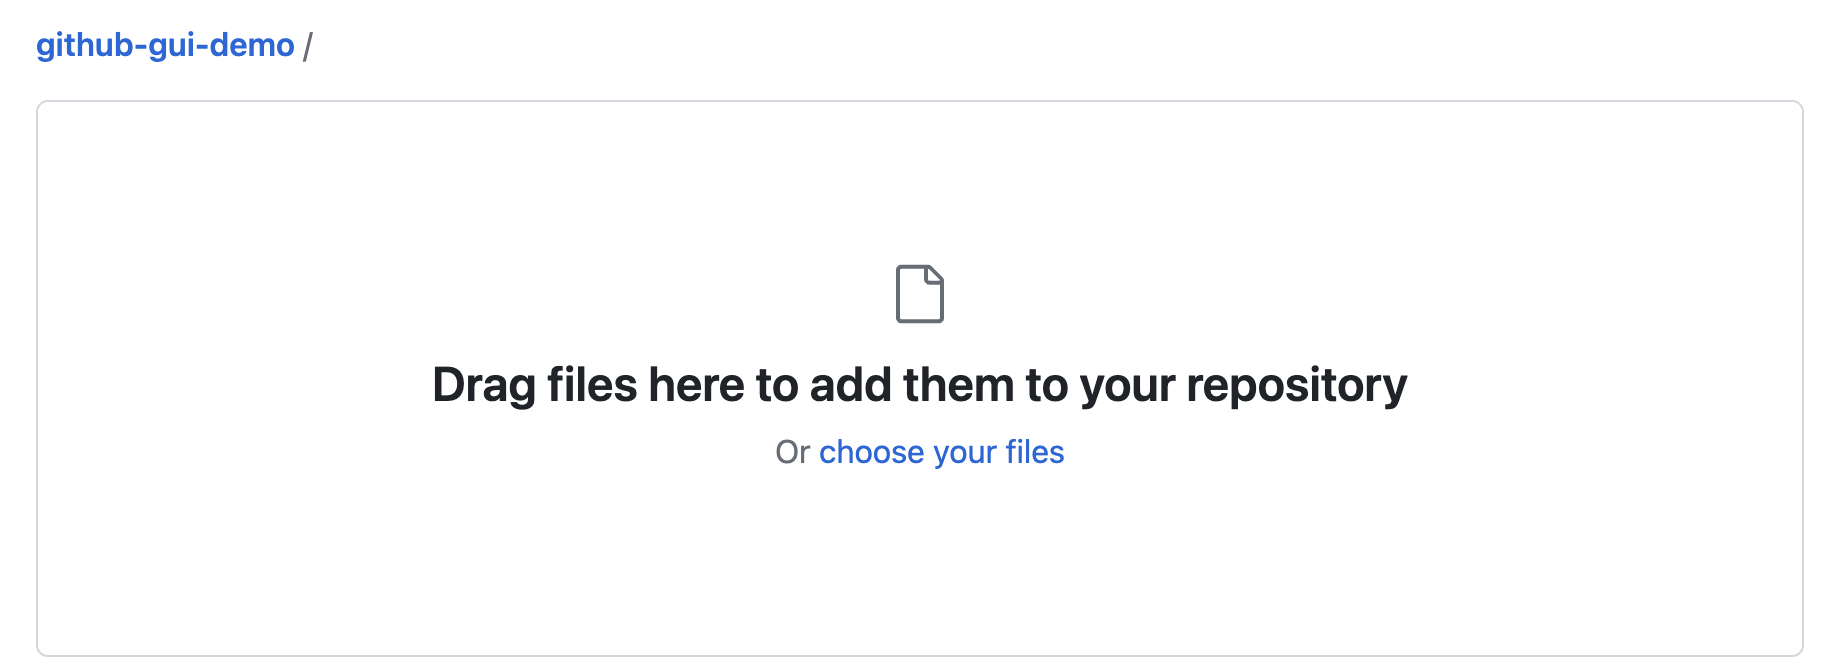 github-gui-demo /
Drag files here to add them to your repository
Or choose your files